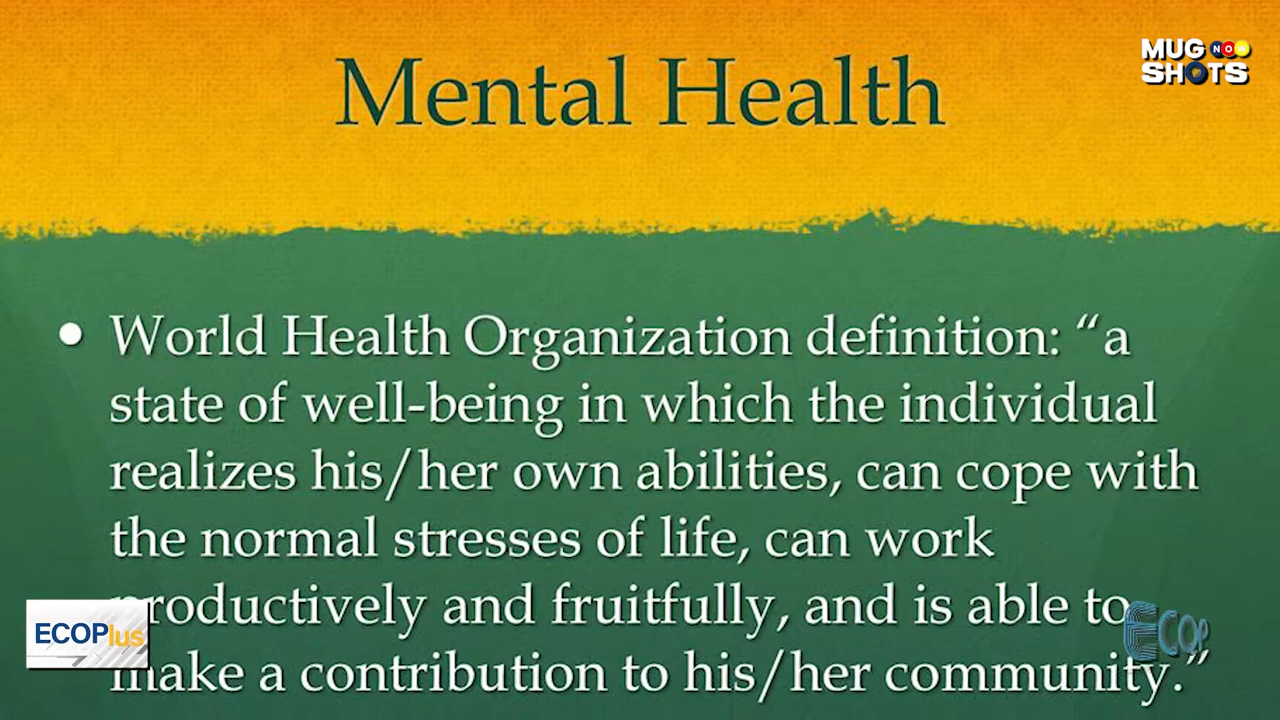 Mental Health
MUG NOW
SHOTS
• World Health Organization definition: “a
state of well-being in which the individual
realizes his/her own abilities, can cope with
the normal stresses of life, can work
productively and fruitfully, and is able to
make a contribution to his/her community.”
ECOPlus
ECOP